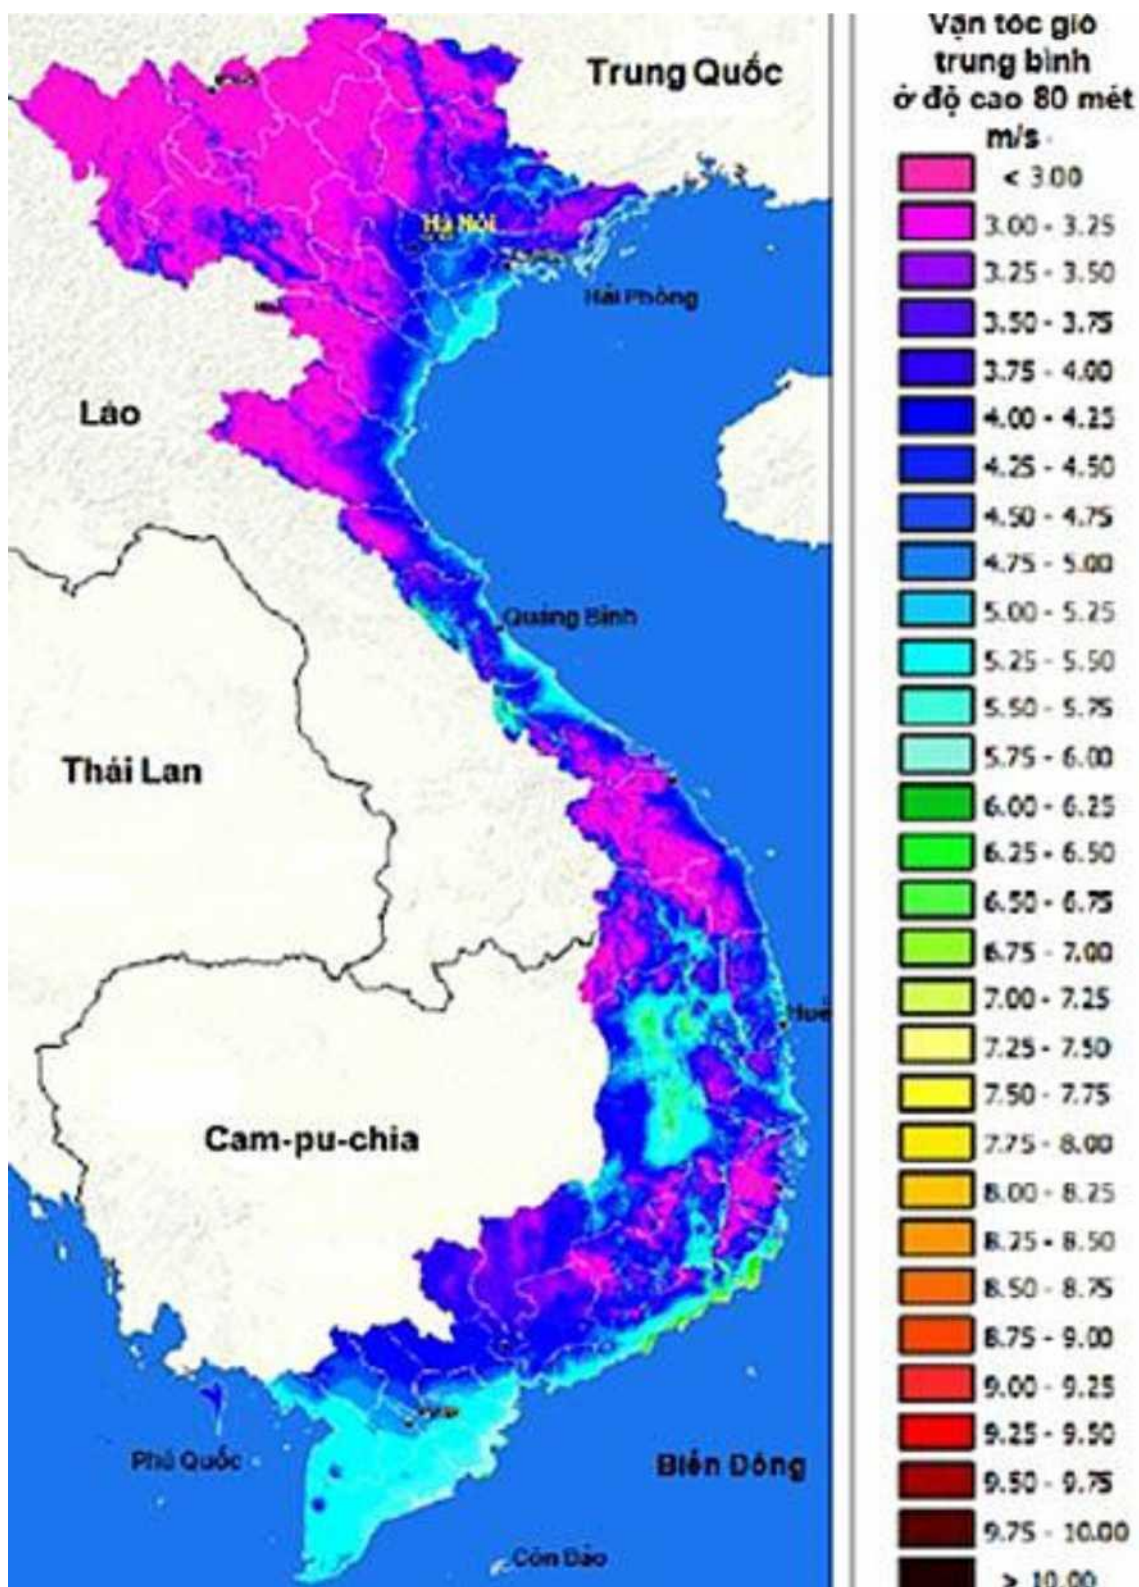 Vận tốc gió
trung bình
ở độ cao 80 mét
m/s
Trung Quốc
Hà Nội
Hải Phòng
Lào
Quảng Bình
Thái Lan
Huế
Cam-pu-chia
Phú Quốc
Biển Đông
Côn Đảo
< 3.00
3.00 - 3.25
3.25 - 3.50
3.50 - 3.75
3.75 - 4.00
4.00 - 4.25
4.25 - 4.50
4.50 - 4.75
4.75 - 5.00
5.00 - 5.25
5.25 - 5.50
5.50 - 5.75
5.75 - 6.00
6.00 - 6.25
6.25 - 6.50
6.50 - 6.75
6.75 - 7.00
7.00 - 7.25
7.25 - 7.50
7.50 - 7.75
7.75 - 8.00
8.00 - 8.25
8.25 - 8.50
8.50 - 8.75
8.75 - 9.00
9.00 - 9.25
9.25 - 9.50
9.50 - 9.75
9.75 - 10.00
> 10.00